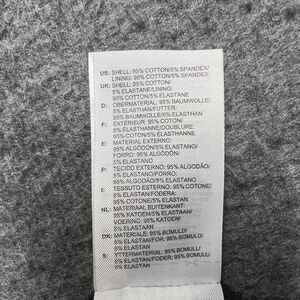 US: SHELL: 95% COTTON/5% SPANDEX/
LINING: 95% COTTON/5% SPANDEX
UK: SHELL: 95% COTTON/
5% ELASTANE/LINING:
95% COTTON/5% ELASTANE
D: OBERMATERIAL: 95% BAUMWOLLE/
5% ELASTHAN/FUTTER:
95% BAUMWOLLE/5% ELASTHAN
F: EXTÉRIEUR: 95% COTON/
5% ÉLASTHANNE/DOUBLURE:
95% COTON/5% ÉLASTHANNE
E: MATERIAL EXTERNO:
95% ALGODÓN/5% ELASTANO/
FORRO: 95% ALGODÓN/
5% ELASTANO
P: TECIDO EXTERNO: 95% ALGODÃO/
5% ELASTANO/FORRO:
95% ALGODÃO/5% ELASTANO
I: TESSUTO ESTERNO: 95% COTONE/
5% ELASTAN/FODERA:
95% COTONE/5% ELASTAN
NL: MATERIAAL BUITENKANT:
95% KATOEN/5% ELASTAAN/
VOERING: 95% KATOEN/
5% ELASTAAN
DK: MATERIALE: 95% BOMULD/
5% ELASTAN/FOR: 95% BOMULD/
5% ELASTAN
S: YTTERMATERIAL: 95% BOMULL/
5% ELASTAN/FODER: 95% BOMULL/
5% ELASTAN